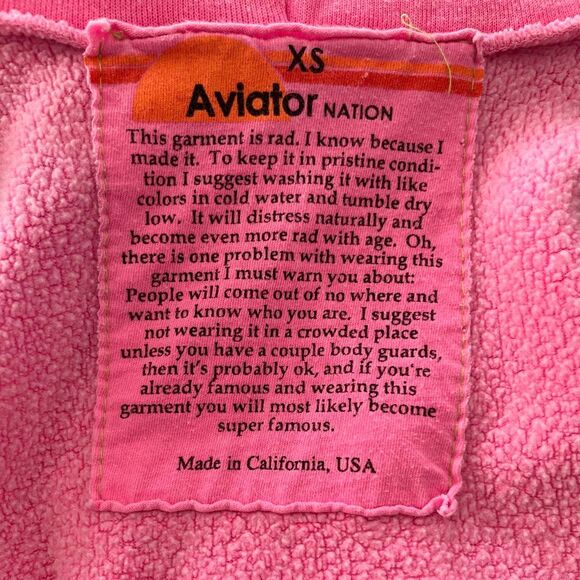 XS
Aviator NATION
This garment is rad. I know because I
made it. To keep it in pristine condi-
tion I suggest washing it with like
colors in cold water and tumble dry
low. It will distress naturally and
become even more rad with age. Oh,
there is one problem with wearing this
garment I must warn you about:
People will come out of no where and
want to know who you are. I suggest
not wearing it in a crowded place
unless you have a couple body guards,
then it's probably ok, and if you're
already famous and wearing this
garment you will most likely become
super famous.
Made in California, USA